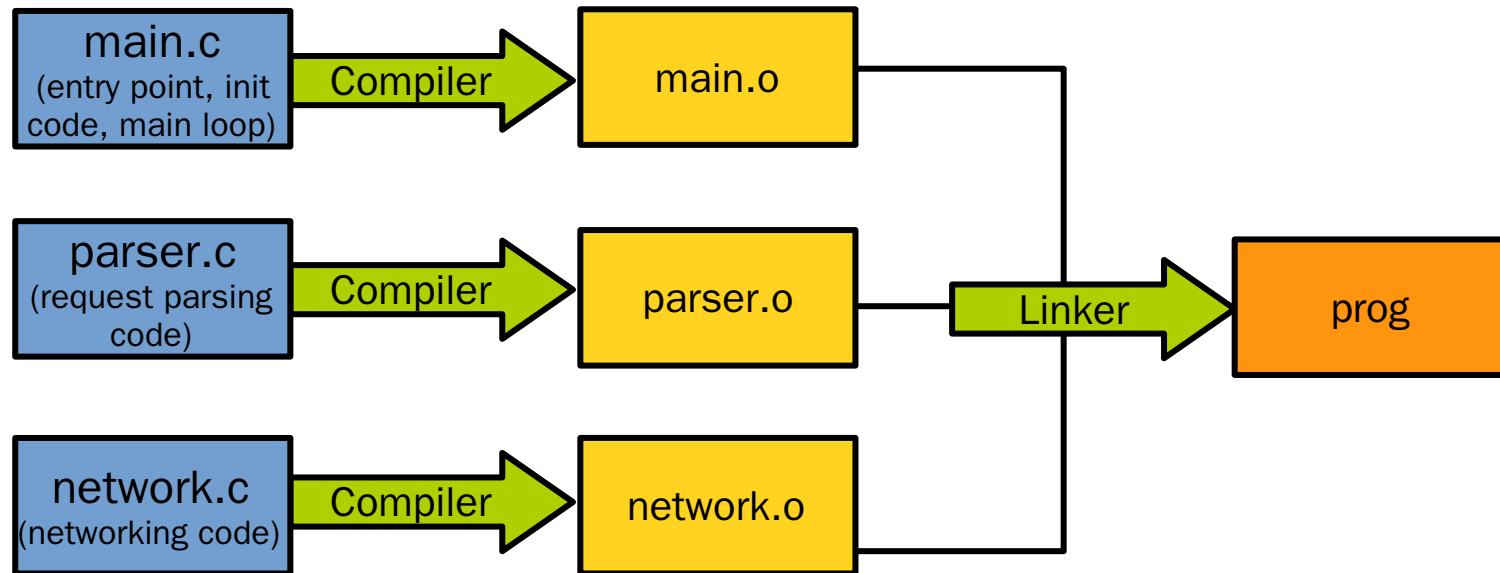 main.c
(entry point, init
code, main loop)
Compiler
main.o
parser.c
(request parsing
code)
Compiler
parser.o
Linker
prog
network.c
(networking code)
Compiler
network.o